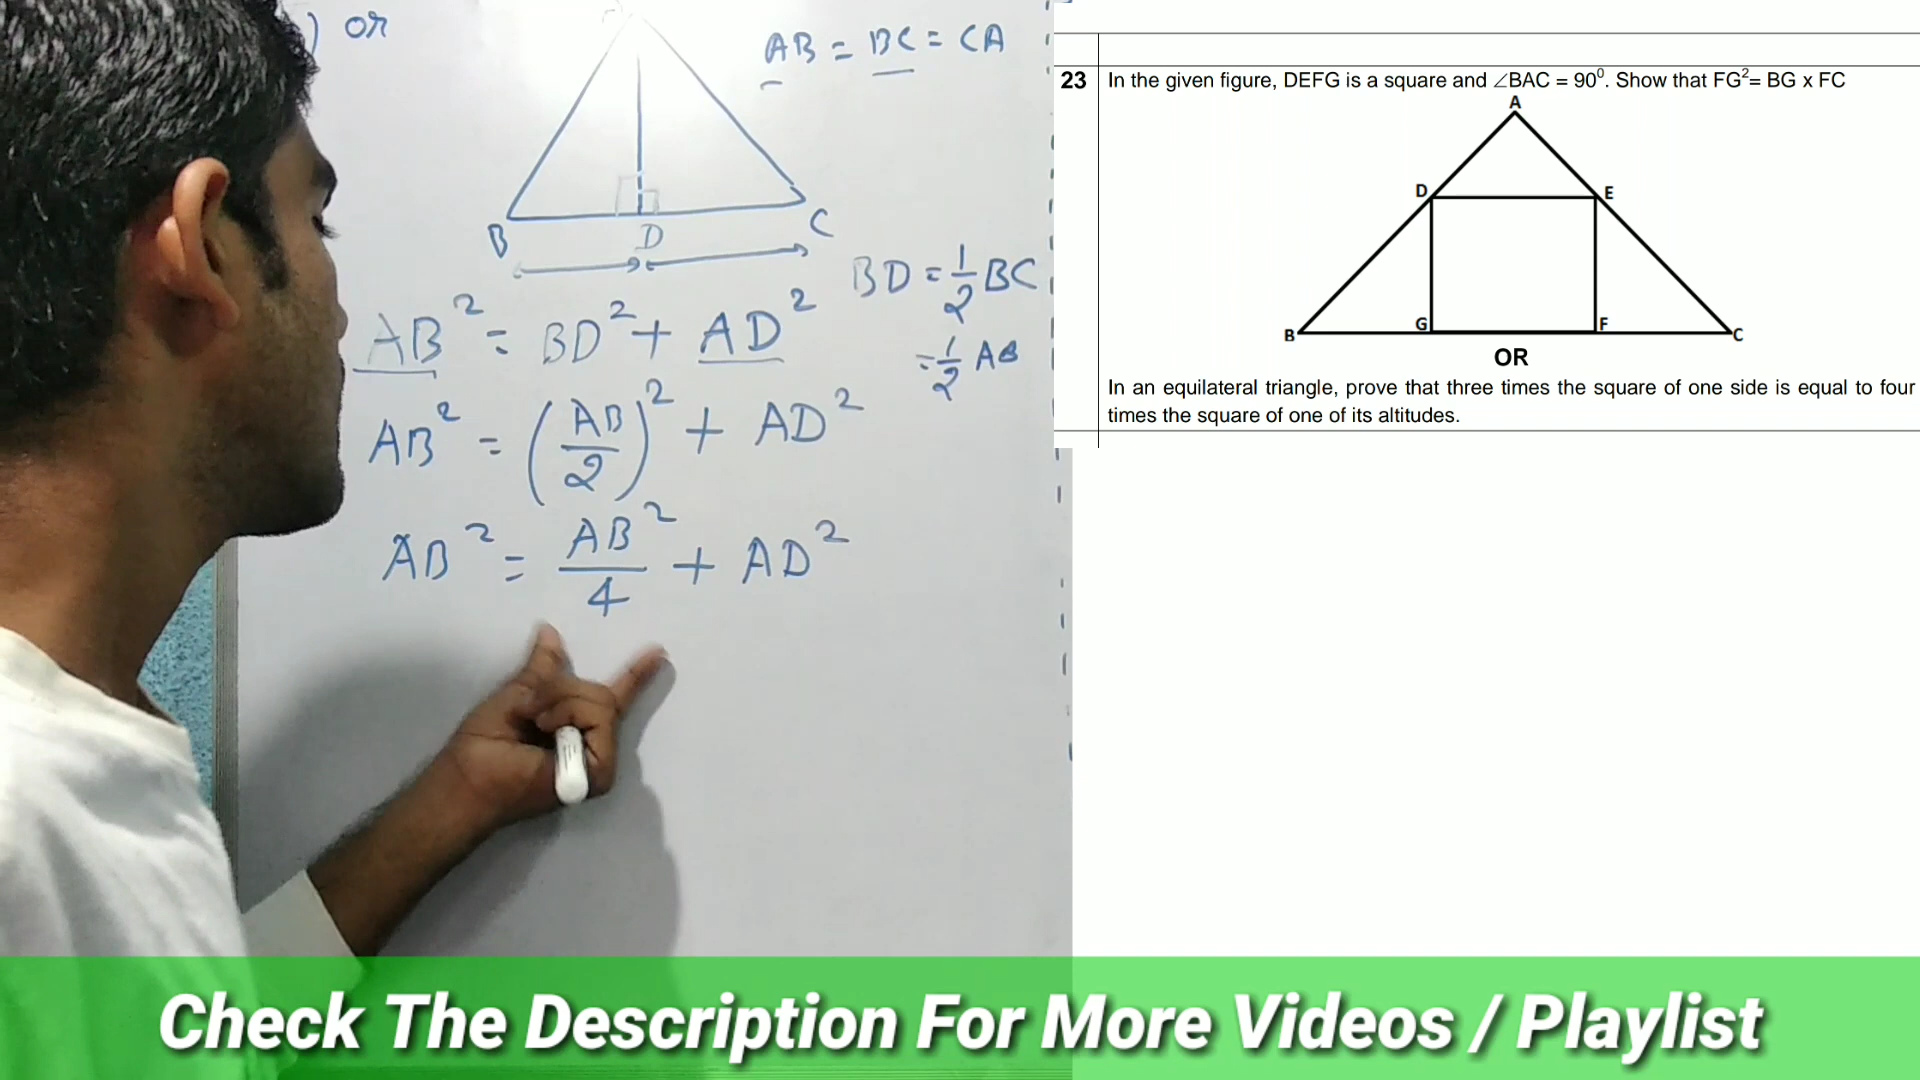 ) or
AB = BC = CA
B
D
C
BD = 1/2 BC
= 1/2 AB
AB² = BD² + AD²
AB² = (AB/2)² + AD²
AB² = AB²/4 + AD²
23 In the given figure, DEFG is a square and ∠BAC = 90⁰. Show that FG²= BG x FC
A
D
E
B
G
F
C
OR
In an equilateral triangle, prove that three times the square of one side is equal to four
times the square of one of its altitudes.
Check The Description For More Videos / Playlist